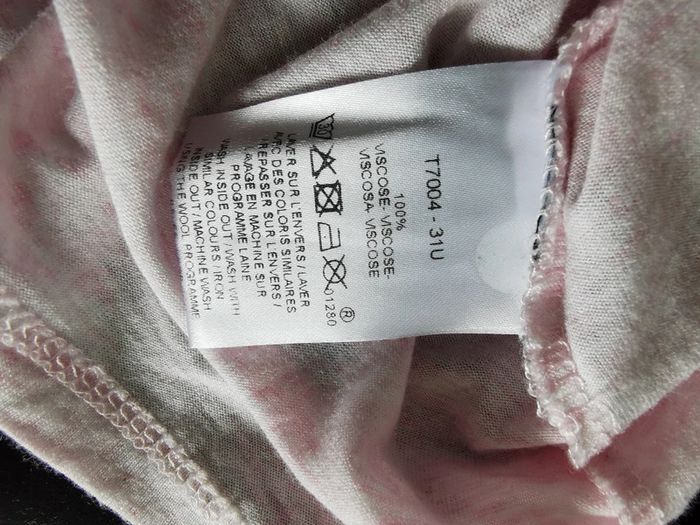 T7004 - 31U
100%
VISCOSE- VISCOSE-
VISCOSA- VISCOSE
30
01280
®
LAVER SUR L'ENVERS / LAVER
AVEC DES COLORIS SIMILAIRES
/ REPASSER SUR L'ENVERS /
LAVAGE EN MACHINE SUR
PROGRAMME LAINE
WASH INSIDE OUT / WASH WITH
SIMILAR COLOURS / IRON
INSIDE OUT / MACHINE WASH
USING THE WOOL PROGRAMME